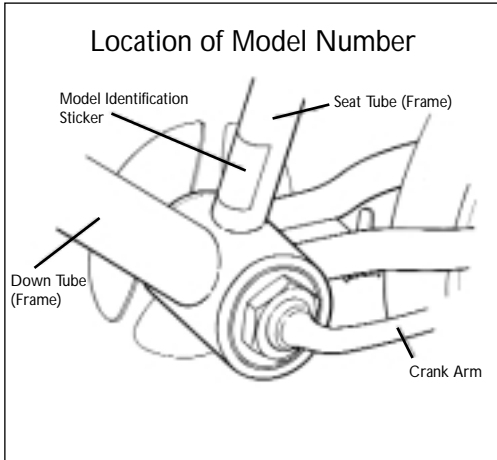 Location of Model Number
Model Identification
Sticker
Seat Tube (Frame)
Down Tube
(Frame)
Crank Arm